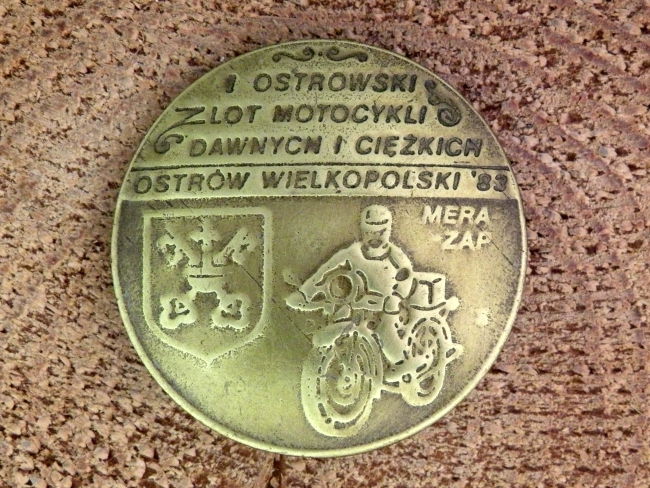 I OSTROWSKI
ZLOT MOTOCYKLI
DAWNYCH I CIĘŻKICH
OSTRÓW WIELKOPOLSKI '83
MERA
ZAP